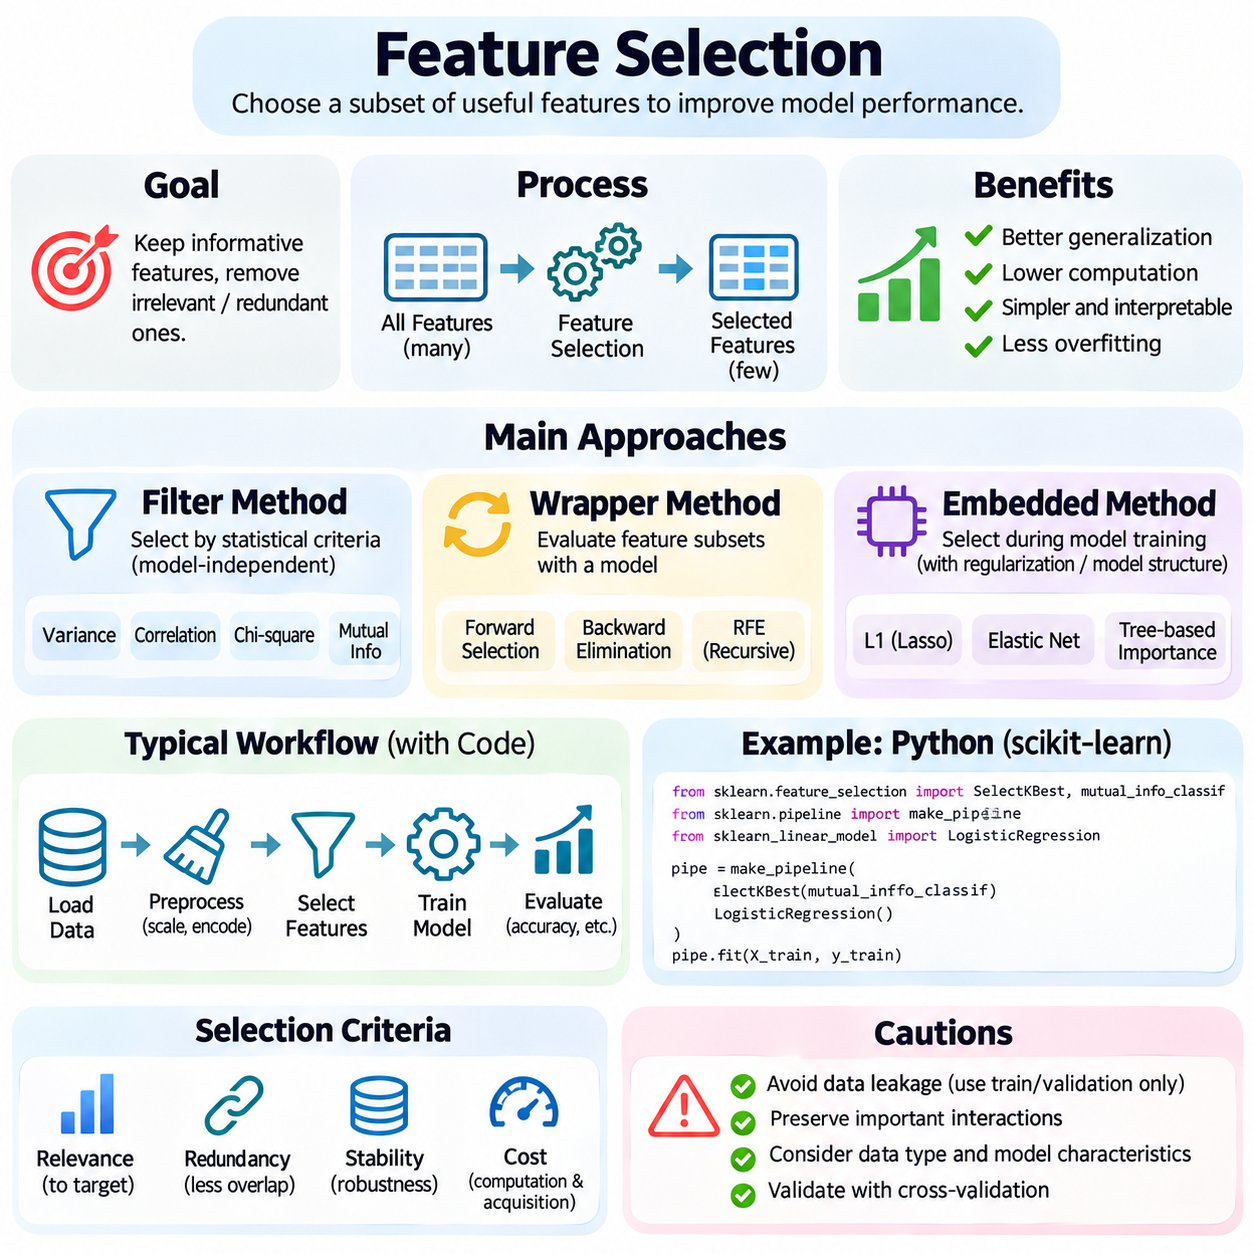 Feature Selection
Choose a subset of useful features to improve model performance.
Goal
Keep informative
features, remove
irrelevant / redundant
ones.
Process
All Features
(many)
Feature
Selection
Selected
Features
(few)
Benefits
Better generalization
Lower computation
Simpler and interpretable
Less overfitting
Main Approaches
Filter Method
Select by statistical criteria
(model-independent)
Variance
Correlation
Chi-square
Mutual
Info
Wrapper Method
Evaluate feature subsets
with a model
Forward
Selection
Backward
Elimination
RFE
(Recursive)
Embedded Method
Select during model training
(with regularization / model structure)
L1 (Lasso)
Elastic Net
Tree-based
Importance
Typical Workflow (with Code)
Load
Data
Preprocess
(scale, encode)
Select
Features
Train
Model
Evaluate
(accuracy, etc.)
Example: Python (scikit-learn)
from sklearn.feature_selection import SelectKBest, mutual_info_classif
from sklearn.pipeline import
from sklearn_linear_model import LogisticRegression
pipe = make_pipeline(
ElectKBest(mutual_inffo_classif)
LogisticRegression()
)
pipe.fit(X_train, y_train)
Selection Criteria
Relevance
(to target)
Redundancy
(less overlap)
Stability
(robustness)
Cost
(computation &
acquisition)
Cautions
Avoid data leakage (use train/validation only)
Preserve important interactions
Consider data type and model characteristics
Validate with cross-validation